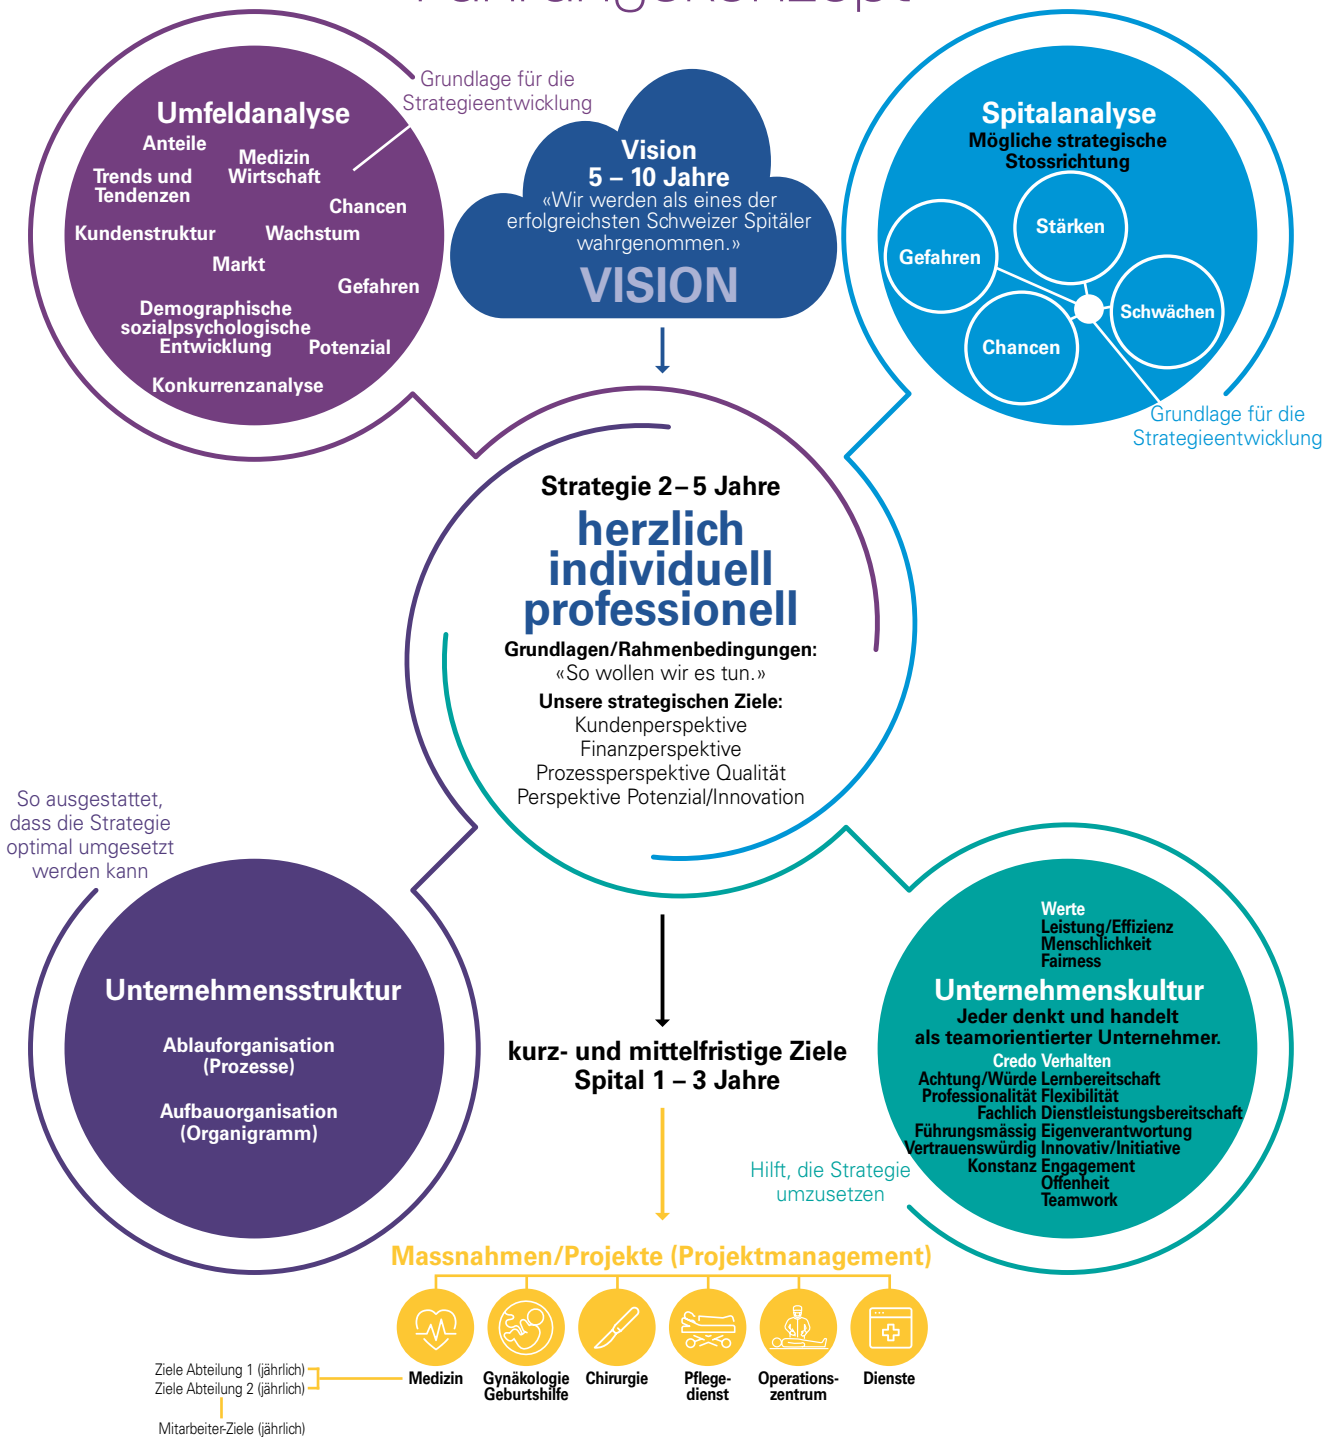 Führungskonzept
Umfeldanalyse
Anteile
Medizin
Wirtschaft
Trends und
Tendenzen
Chancen
Kundenstruktur
Wachstum
Markt
Gefahren
Demographische
sozialpsychologische
Entwicklung
Potenzial
Konkurrenzanalyse
Grundlage für die
Strategieentwicklung
Vision
5 – 10 Jahre
«Wir werden als eines der
erfolgreichsten Schweizer Spitäler
wahrgenommen.»
VISION
Spitalanalyse
Mögliche strategische
Stossrichtung
Stärken
Gefahren
Schwächen
Chancen
Grundlage für die
Strategieentwicklung
Strategie 2 – 5 Jahre
herzlich
individuell
professionell
Grundlagen/Rahmenbedingungen:
«So wollen wir es tun.»
Unsere strategischen Ziele:
Kundenperspektive
Finanzperspektive
Prozessperspektive Qualität
Perspektive Potenzial/Innovation
So ausgestattet,
dass die Strategie
optimal umgesetzt
werden kann
Unternehmensstruktur
Ablauforganisation
(Prozesse)
Aufbauorganisation
(Organigramm)
kurz- und mittelfristige Ziele
Spital 1 – 3 Jahre
Werte
Leistung/Effizienz
Menschlichkeit
Fairness
Unternehmenskultur
Jeder denkt und handelt
als teamorientierter Unternehmer.
Credo Verhalten
Achtung/Würde Lernbereitschaft
Professionalität Flexibilität
Fachlich Dienstleistungsbereitschaft
Führungsmässig Eigenverantwortung
Vertrauenswürdig Innovativ/Initiative
Konstanz Engagement
Offenheit
Teamwork
Hilft, die Strategie
umzusetzen
Massnahmen/Projekte (Projektmanagement)
Medizin
Gynäkologie
Geburtshilfe
Chirurgie
Pflege-
dienst
Operations-
zentrum
Dienste
Ziele Abteilung 1 (jährlich)
Ziele Abteilung 2 (jährlich)
Mitarbeiter-Ziele (jährlich)